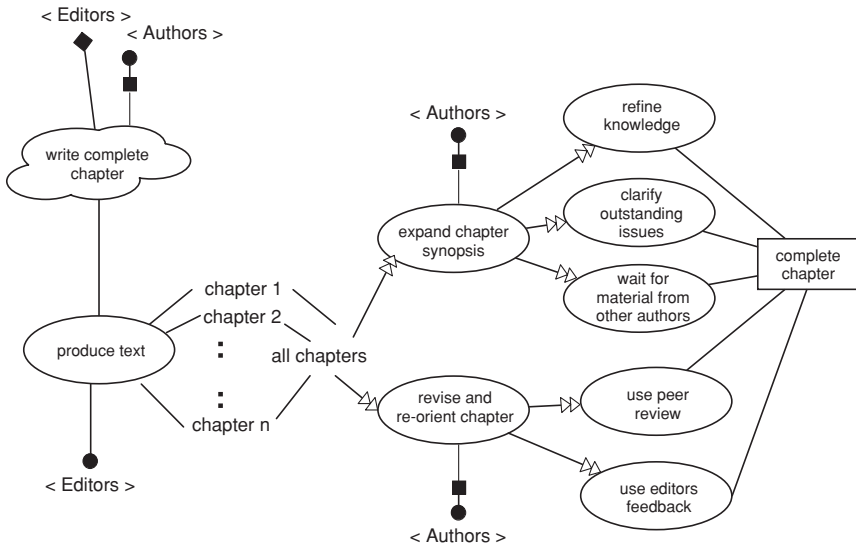 < Editors >
< Authors >
write complete
chapter
produce text
< Editors >
chapter 1
chapter 2
:
:
chapter n
all chapters
< Authors >
expand chapter
synopsis
revise and
re-orient chapter
< Authors >
refine
knowledge
clarify
outstanding
issues
wait for
material from
other authors
use peer
review
use editors
feedback
complete
chapter